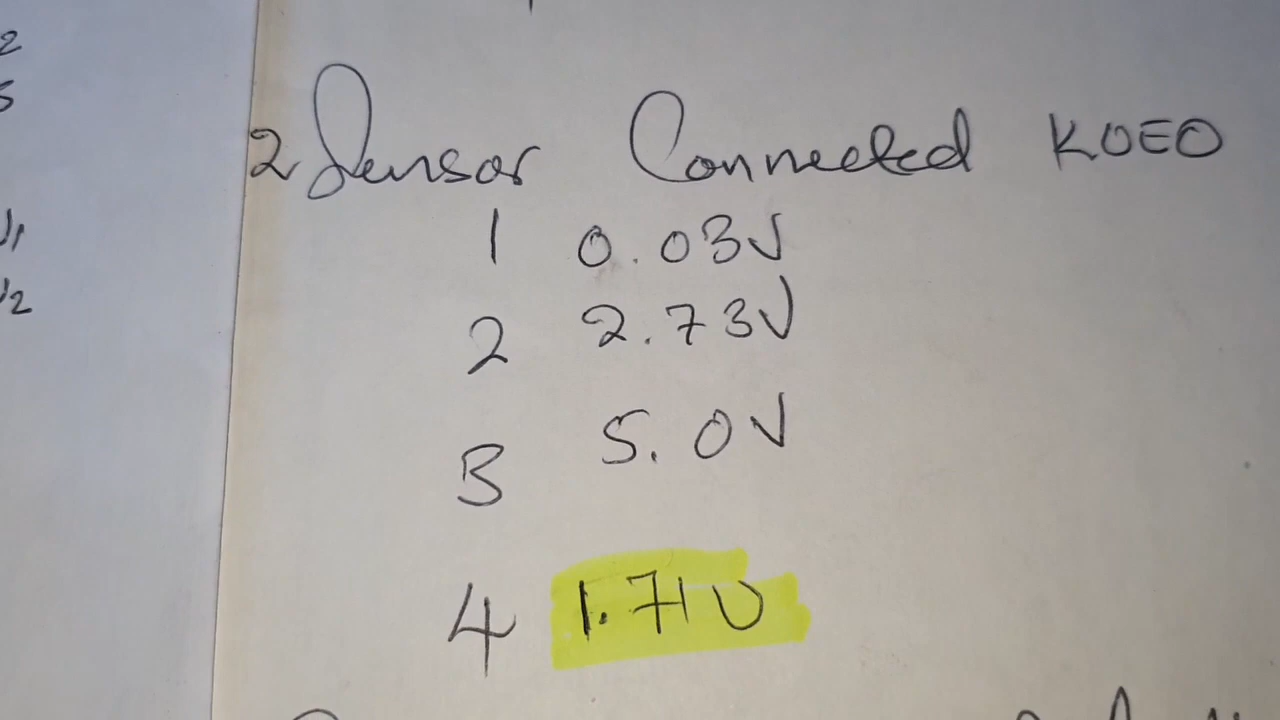 2 Sensor Connected KOEO
1 0.03V
2 2.73V
3 5.0V
4 1.71V